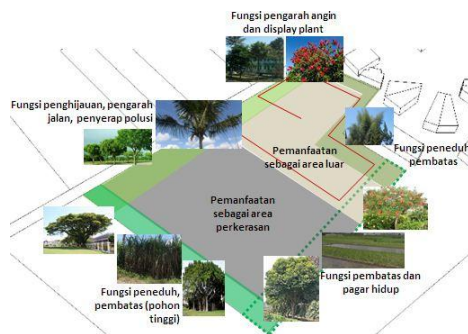 Fungsi pengarah angin
dan display plant
Fungsi penghijauan, pengarah
jalan, penyerap polusi
Fungsi peneduh
pembatas
Pemanfaatan
sebagai area luar
Pemanfaatan
sebagai area
perkerasan
Fungsi pembatas dan
pagar hidup
Fungsi peneduh,
pembatas (pohon
tinggi)